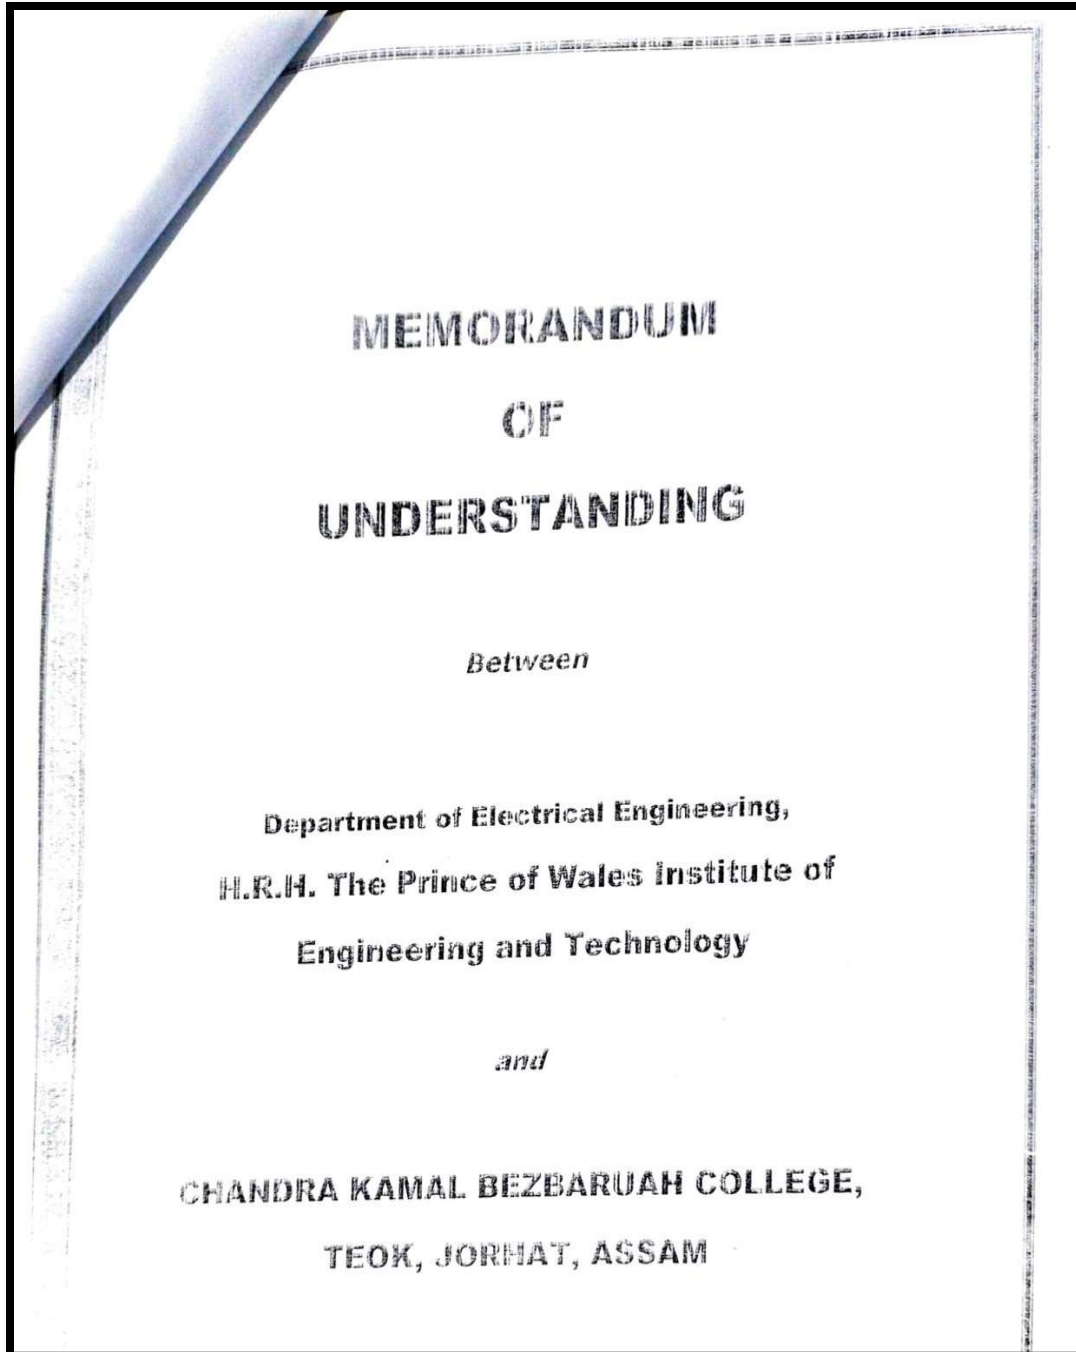 MEMORANDUM
OF
UNDERSTANDING
Between
Department of Electrical Engineering,
H.R.H. The Prince of Wales Institute of
Engineering and Technology
and
CHANDRA KAMAL BEZBARUAH COLLEGE,
TEOK, JORHAT, ASSAM